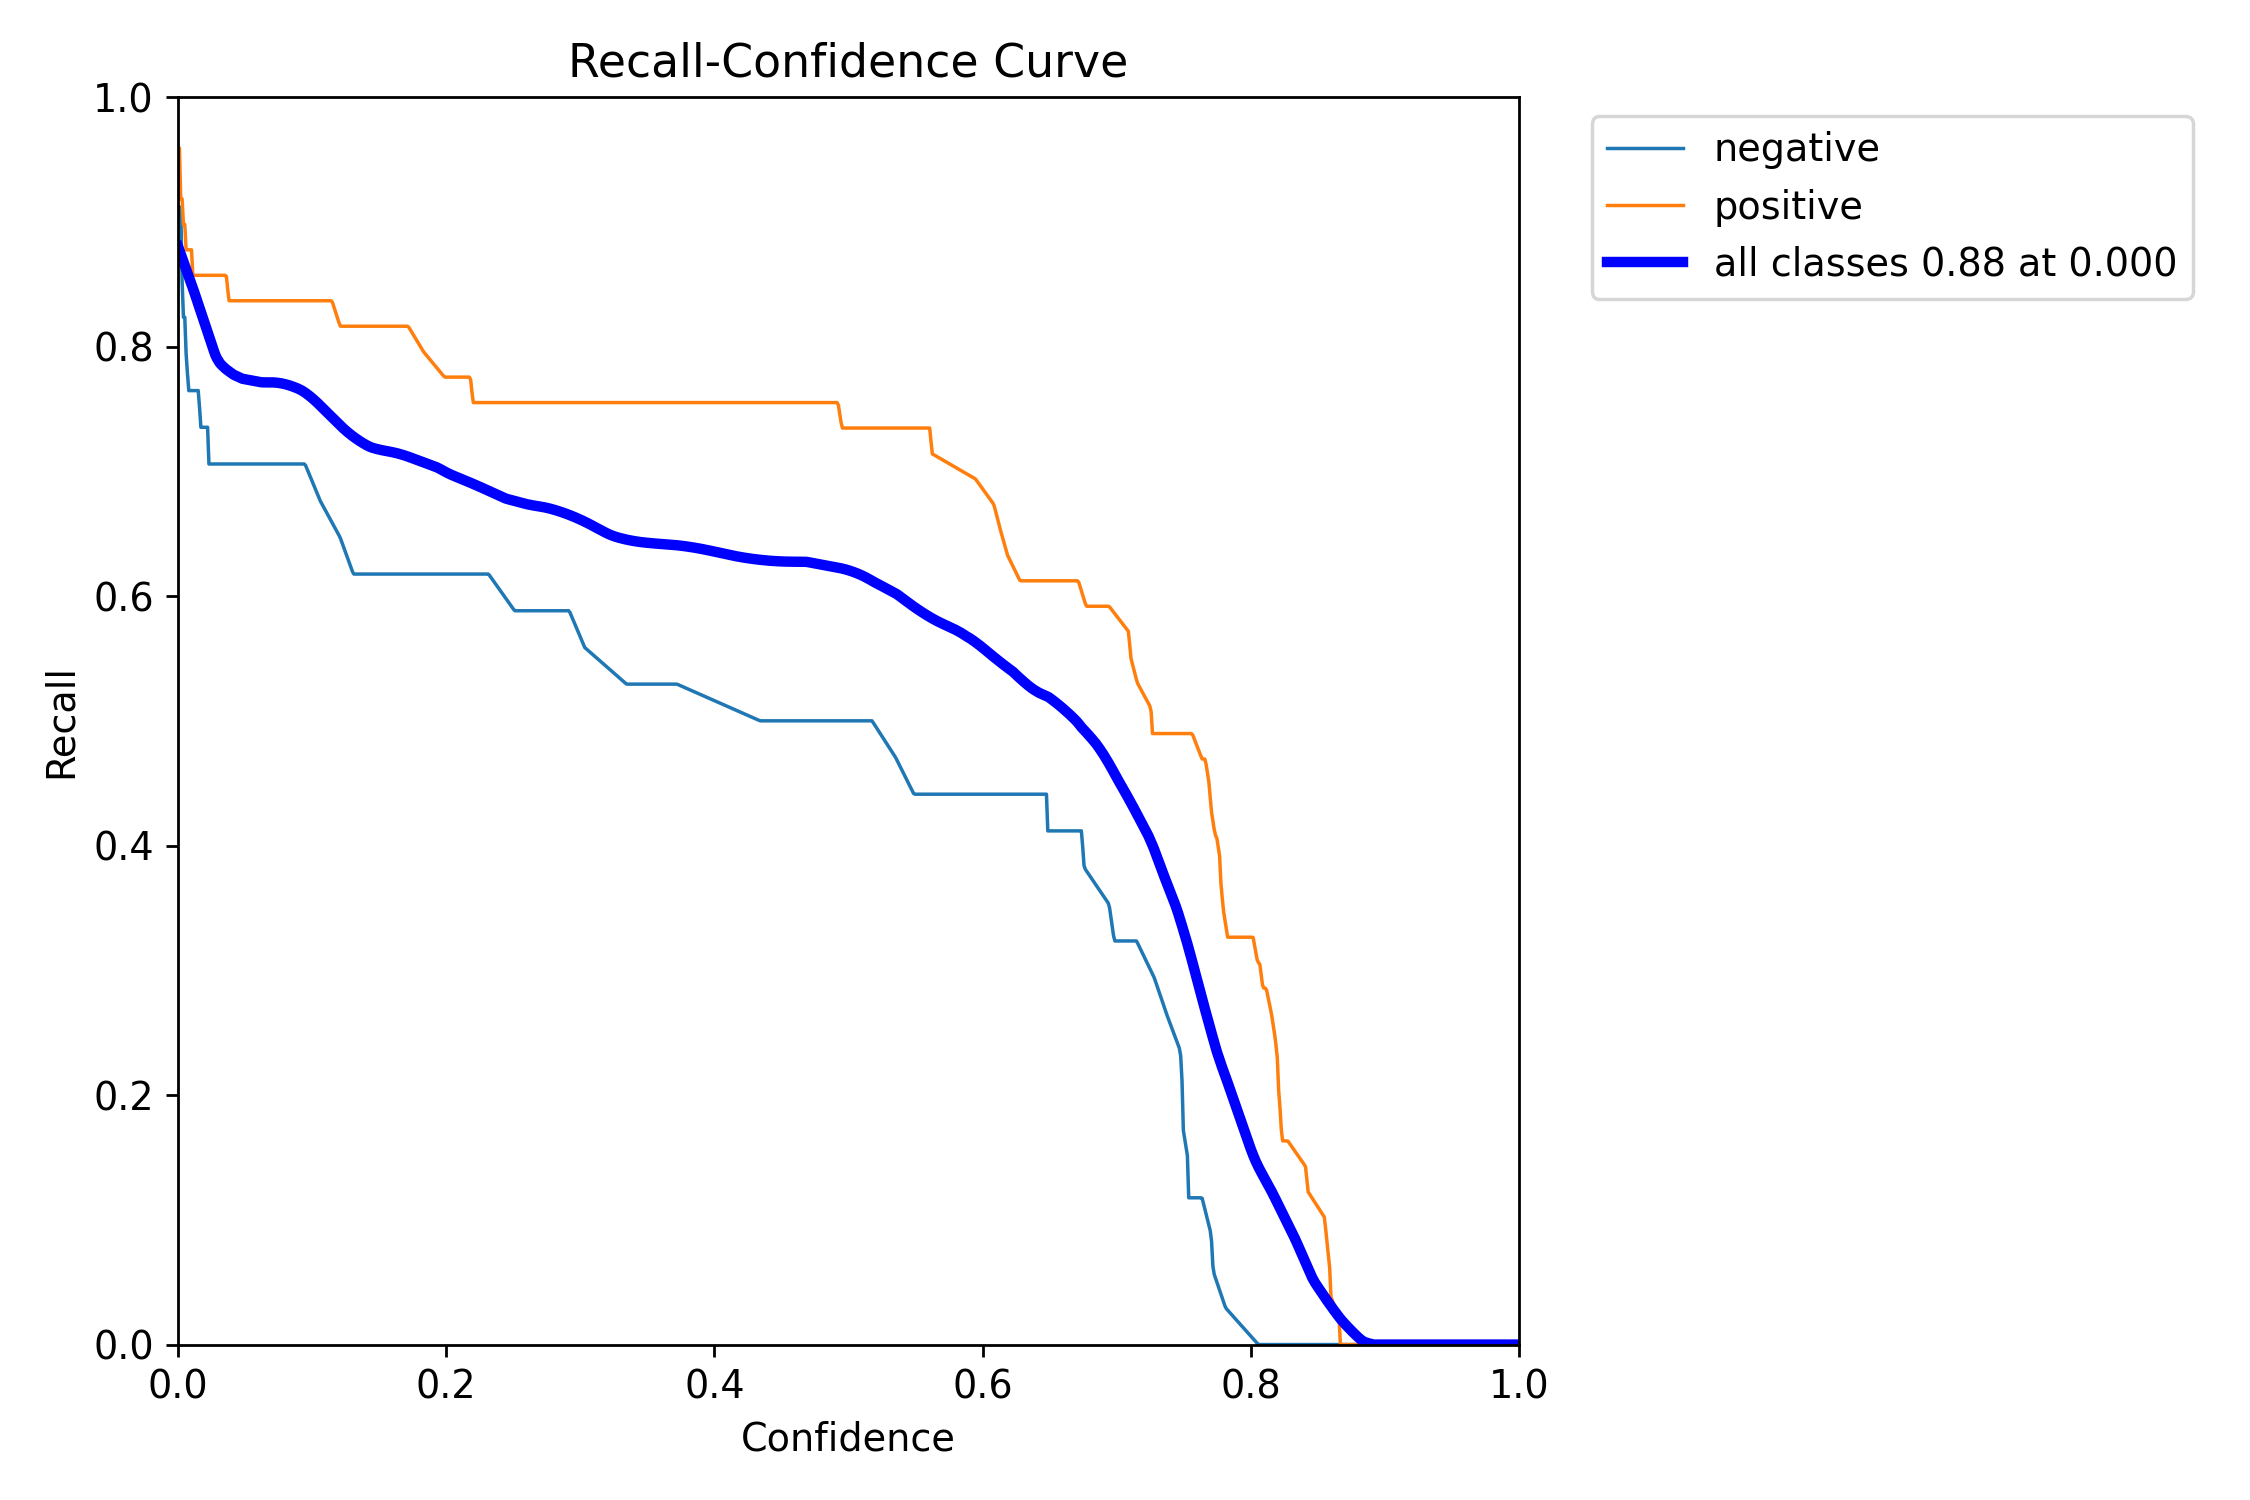 Recall-Confidence Curve
1.0
0.8
0.6
0.4
0.2
0.0
Recall
0.0 0.2 0.4 0.6 0.8 1.0
Confidence
negative
positive
all classes 0.88 at 0.000